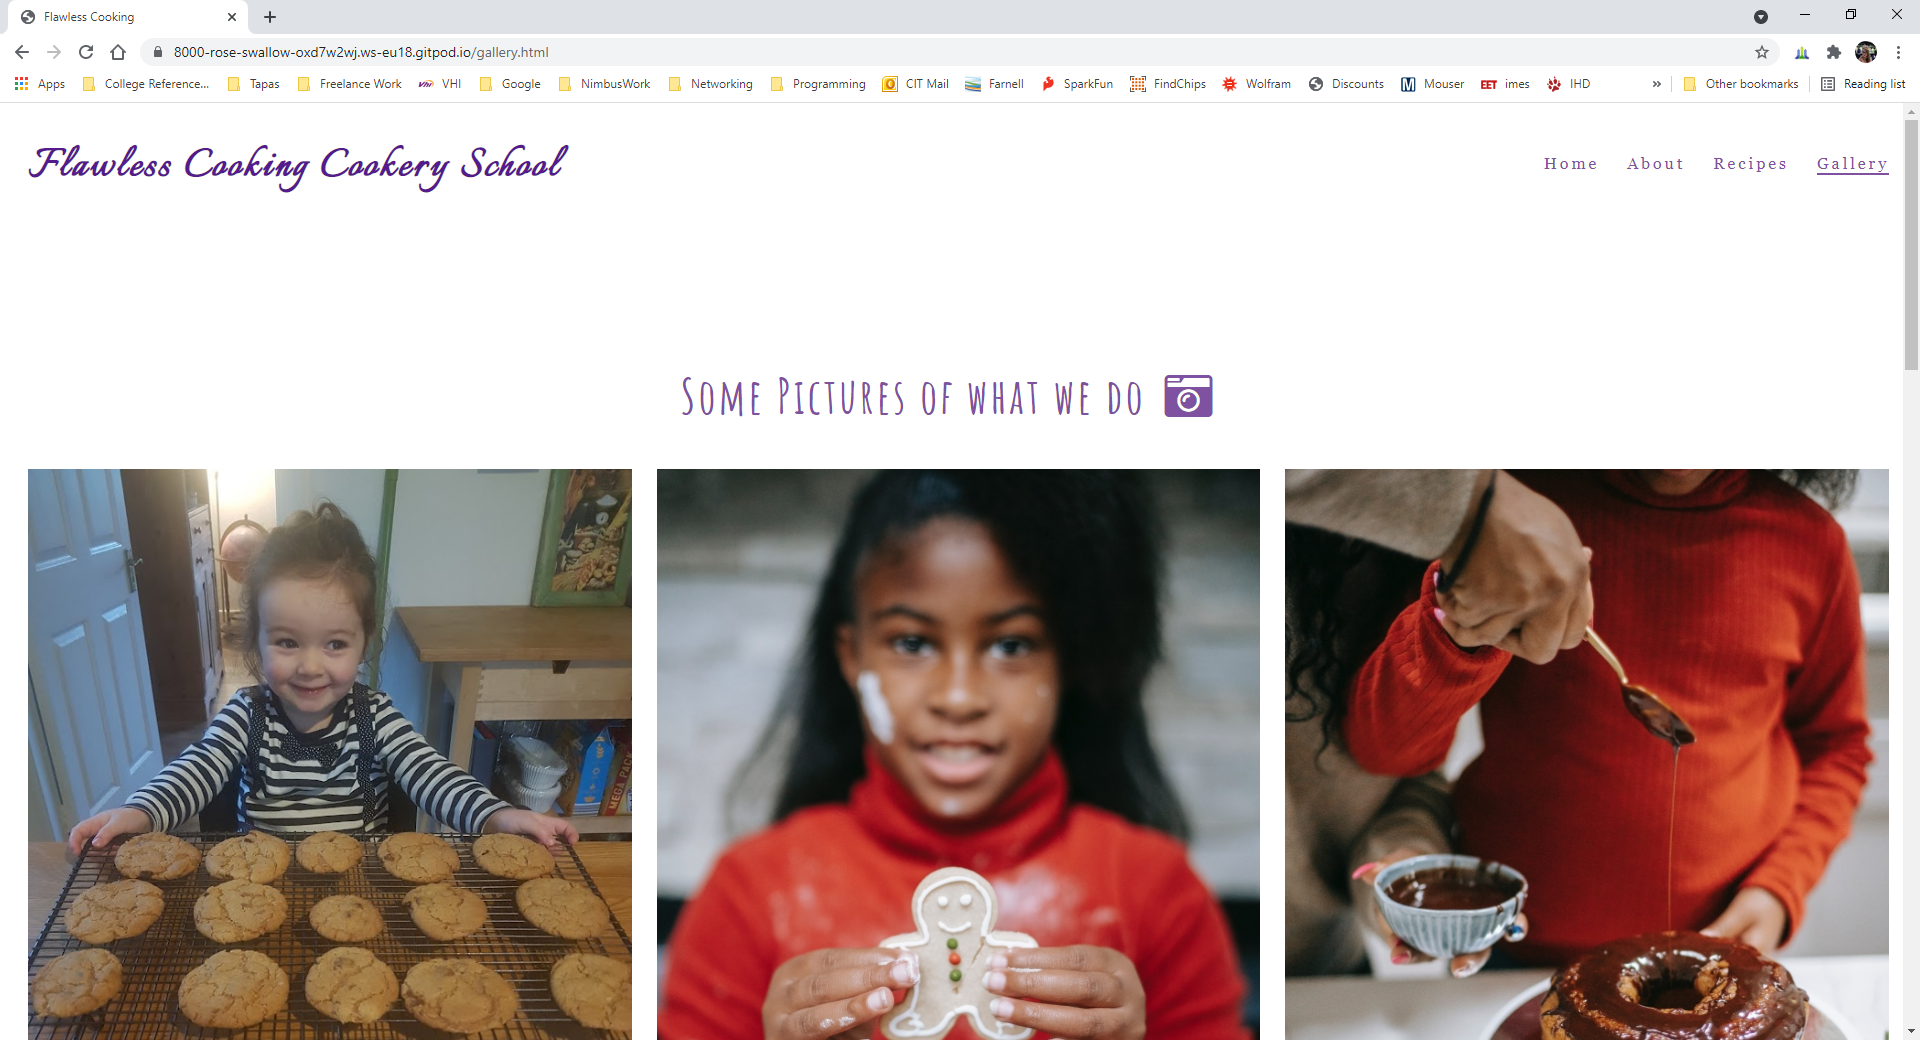 Flawless Cooking
8000-rose-swallow-oxd7w2wj.ws-eu18.gitpod.io/gallery.html
Apps College Reference... Tapas Freelance Work VHI Google NimbusWork Networking Programming CIT Mail Farnell SparkFun FindChips Wolfram Discounts Mouser EET imes IHD » Other bookmarks Reading list
Flawless Cooking Cookery School
Home About Recipes Gallery
Some Pictures of what we do
MEGA PACK